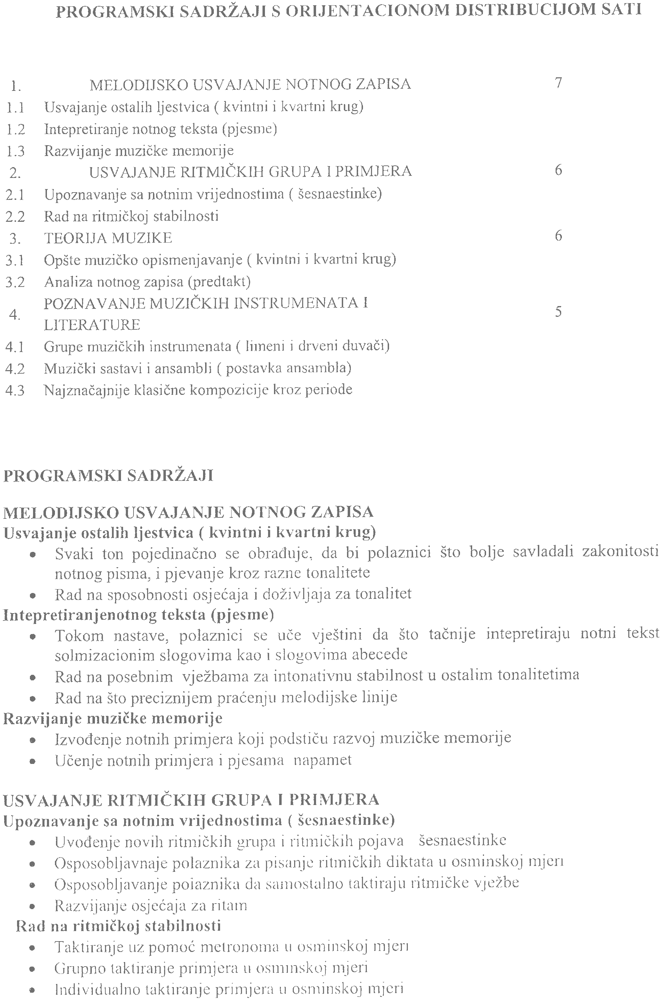 PROGRAMSKI SADRŽAJI S ORIJENTACIONOM DISTRIBUCIJOM SATI
1. MELODIJSKO USVAJANJE NOTNOG ZAPISA 7
1.1 Usvajanje ostalih ljestvica ( kvintni i kvartni krug)
1.2 Intepretiranje notnog teksta (pjesme)
1.3 Razvijanje muzičke memorije
2. USVAJANJE RITMIČKIH GRUPA I PRIMJERA 6
2.1 Upoznavanje sa notnim vrijednostima ( šesnaestinke)
2.2 Rad na ritmičkoj stabilnosti
3. TEORIJA MUZIKE 6
3.1 Opšte muzičko opismenjavanje ( kvintni i kvartni krug)
3.2 Analiza notnog zapisa (predtakt)
4. POZNAVANJE MUZIČKIH INSTRUMENATA I
LITERATURE 5
4.1 Grupe muzičkih instrumenata ( limeni i drveni duvači)
4.2 Muzički sastavi i ansambli ( postavka ansambla)
4.3 Najznačajnije klasične kompozicije kroz periode
PROGRAMSKI SADRŽAJI
MELODIJSKO USVAJANJE NOTNOG ZAPISA
Usvajanje ostalih ljestvica ( kvintni i kvartni krug)
• Svaki ton pojedinačno se obrađuje, da bi polaznici što bolje savladali zakonitosti
notnog pisma, i pjevanje kroz razne tonalitete
• Rad na sposobnosti osjećaja i doživljaja za tonalitet
Intepretiranjenotnog teksta (pjesme)
• Tokom nastave, polaznici se uče vještini da što tačnije intepretiraju notni tekst
solmizacionim slogovima kao i slogovima abecede
• Rad na posebnim vježbama za intonativnu stabilnost u ostalim tonalitetima
• Rad na što preciznijem praćenju melodijske linije
Razvijanje muzičke memorije
• Izvođenje notnih primjera koji podstiču razvoj muzičke memorije
• Učenje notnih primjera i pjesama napamet
USVAJANJE RITMIČKIH GRUPA I PRIMJERA
Upoznavanje sa notnim vrijednostima ( šesnaestinke)
• Uvođenje novih ritmičkih grupa i ritmičkih pojava šesnaestinke
• Osposobljavnaje polaznika za pisanje ritmičkih diktata u osminskoj mjeri
• Osposobljavanje polaznika da samostalno taktiraju ritmičke vježbe
• Razvijanje osjećaja za ritam
Rad na ritmičkoj stabilnosti
• Taktiranje uz pomoć metronoma u osminskoj mjeri
• Grupno taktiranje primjera u osminskoj mjeri
• Individualno taktiranje primjera u osminskoj mjeri